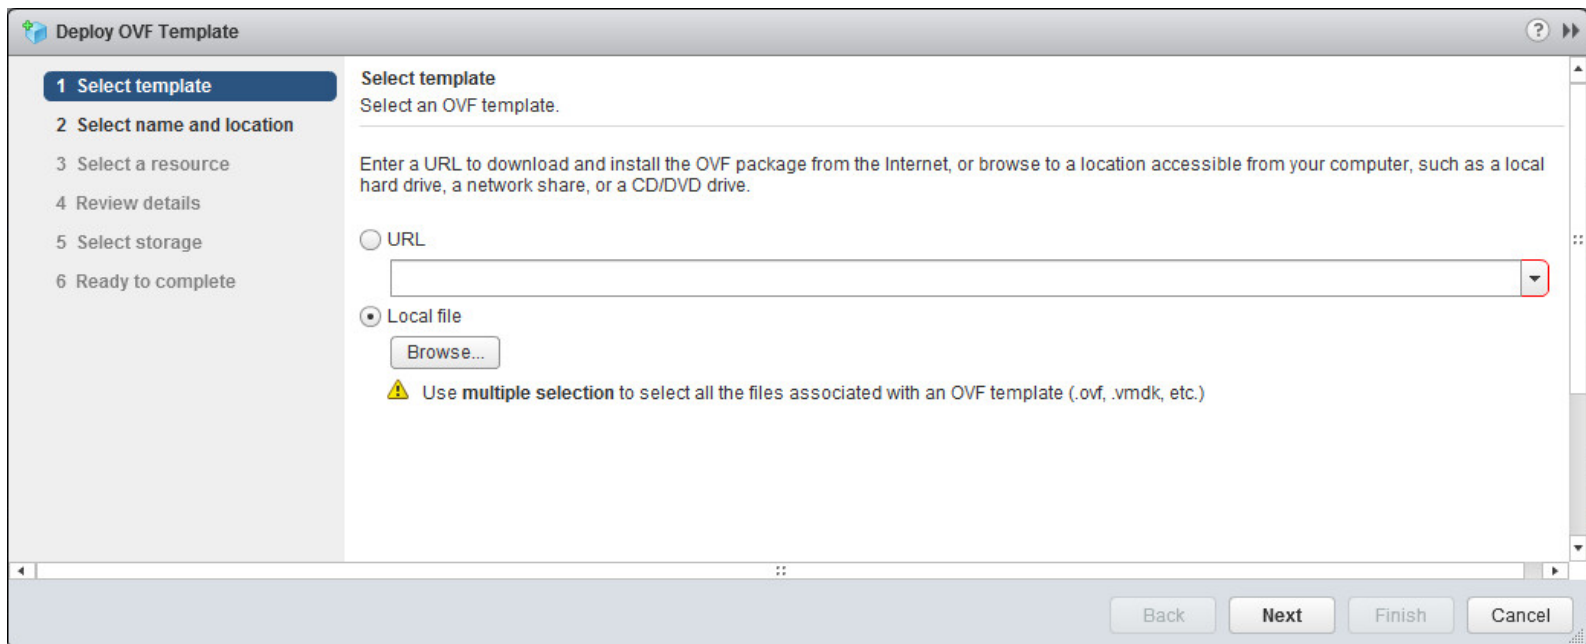 Deploy OVF Template
?
1 Select template
2 Select name and location
3 Select a resource
4 Review details
5 Select storage
6 Ready to complete
Select template
Select an OVF template.
Enter a URL to download and install the OVF package from the Internet, or browse to a location accessible from your computer, such as a local
hard drive, a network share, or a CD/DVD drive.
URL
Local file
Browse...
Use multiple selection to select all the files associated with an OVF template (.ovf, .vmdk, etc.)
Back Next Finish Cancel